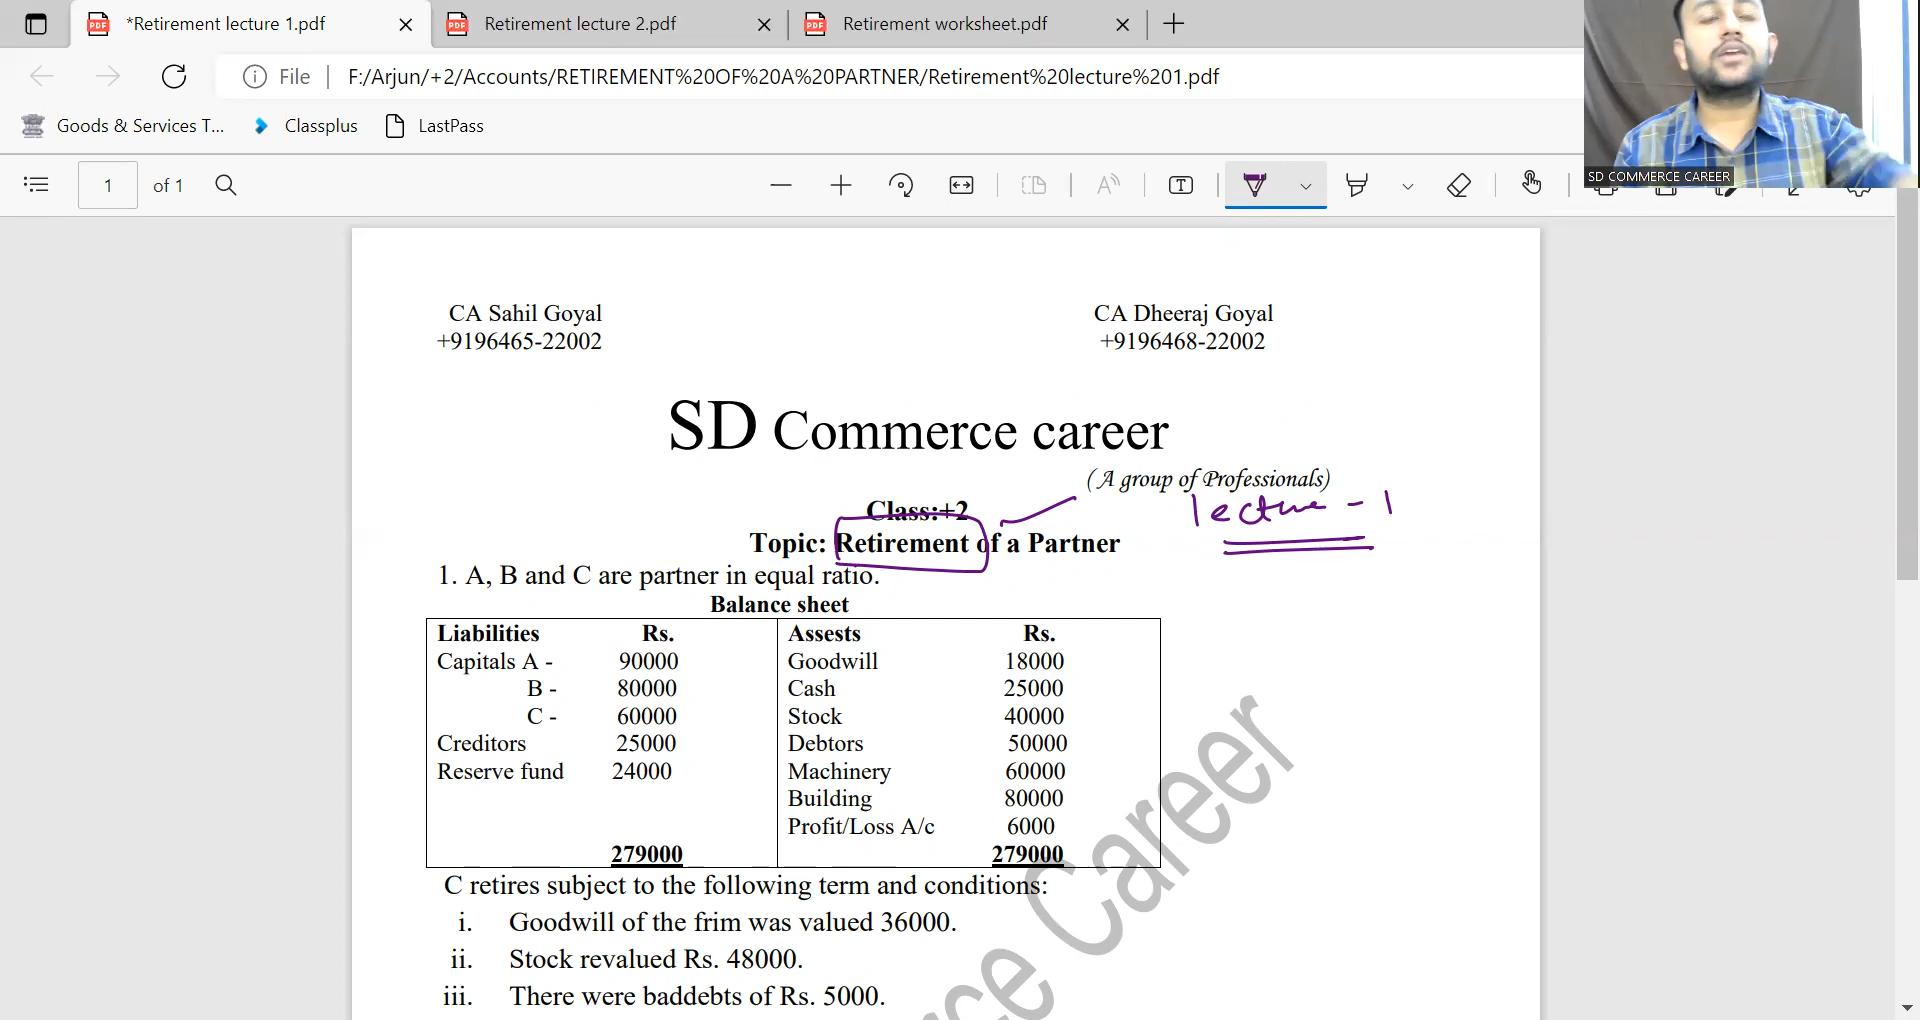 *Retirement lecture 1.pdf
Retirement lecture 2.pdf
Retirement worksheet.pdf
File
F:/Arjun/+2/Accounts/RETIREMENT%20OF%20A%20PARTNER/Retirement%20lecture%201.pdf
Goods & Services T...
Classplus
LastPass
SD COMMERCE CAREER
1 of 1
CA Sahil Goyal CA Dheeraj Goyal
+9196465-22002 +9196468-22002
SD Commerce career
( A group of Professionals)
lecture - 1
Class:+2
Topic: Retirement of a Partner
1. A, B and C are partner in equal ratio.
Balance sheet
Liabilities Rs. Assests Rs.
Capitals A - 90000 Goodwill 18000
B - 80000 Cash 25000
C - 60000 Stock 40000
Creditors 25000 Debtors 50000
Reserve fund 24000 Machinery 60000
Building 80000
Profit/Loss A/c 6000
279000 279000
C retires subject to the following term and conditions:
i. Goodwill of the frim was valued 36000.
ii. Stock revalued Rs. 48000.
iii. There were baddebts of Rs. 5000.
ce Career